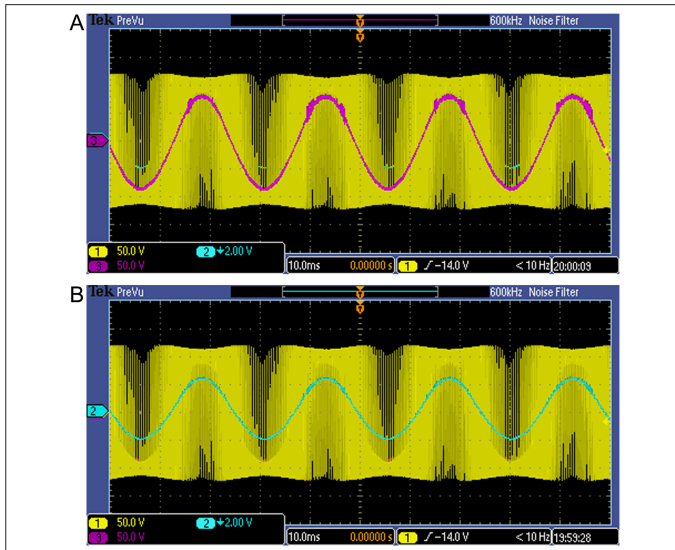 A
Tek PreVu
600kHz Noise Filter
T
T
3
1 50.0 V 2 2.00 V
3 50.0 V
10.0ms 0.00000 s
1 ∫ −14.0 V < 10 Hz
20:00:09
B
Tek PreVu
600kHz Noise Filter
T
T
2
1 50.0 V 2 2.00 V
3 50.0 V
10.0ms 0.00000 s
1 ∫ −14.0 V < 10 Hz
19:59:28